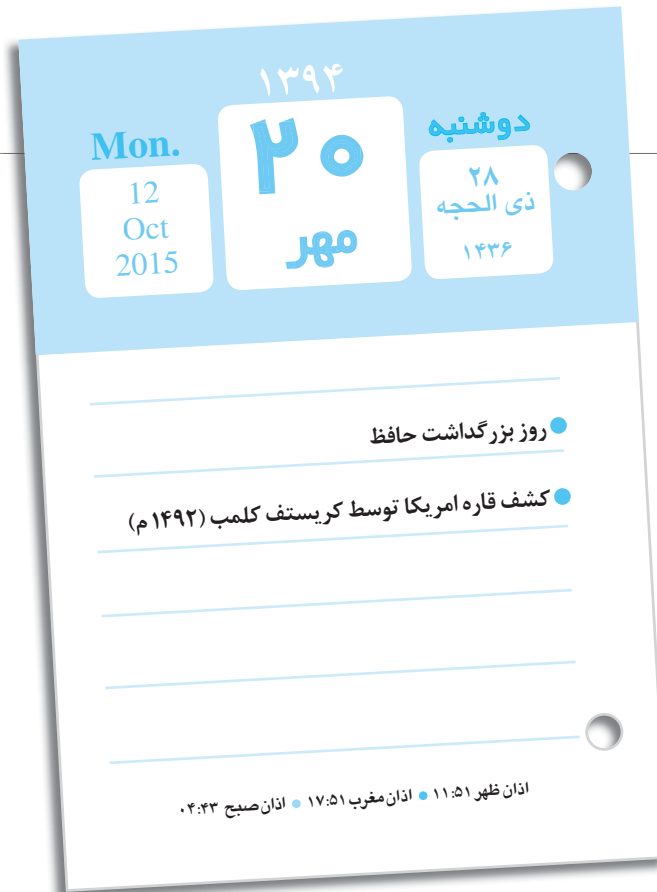 ۱۳۹۴
دوشنبه
۲۸
ذی الحجه
۱۴۳۶
۲۰
مهر
Mon.
12
Oct
2015
روز بزرگداشت حافظ
کشف قاره امریکا توسط کریستف کلمب (۱۴۹۲ م)
اذان ظهر ۱۱:۵۱ • اذان مغرب ۱۷:۵۱ • اذان صبح ۰۴:۴۳